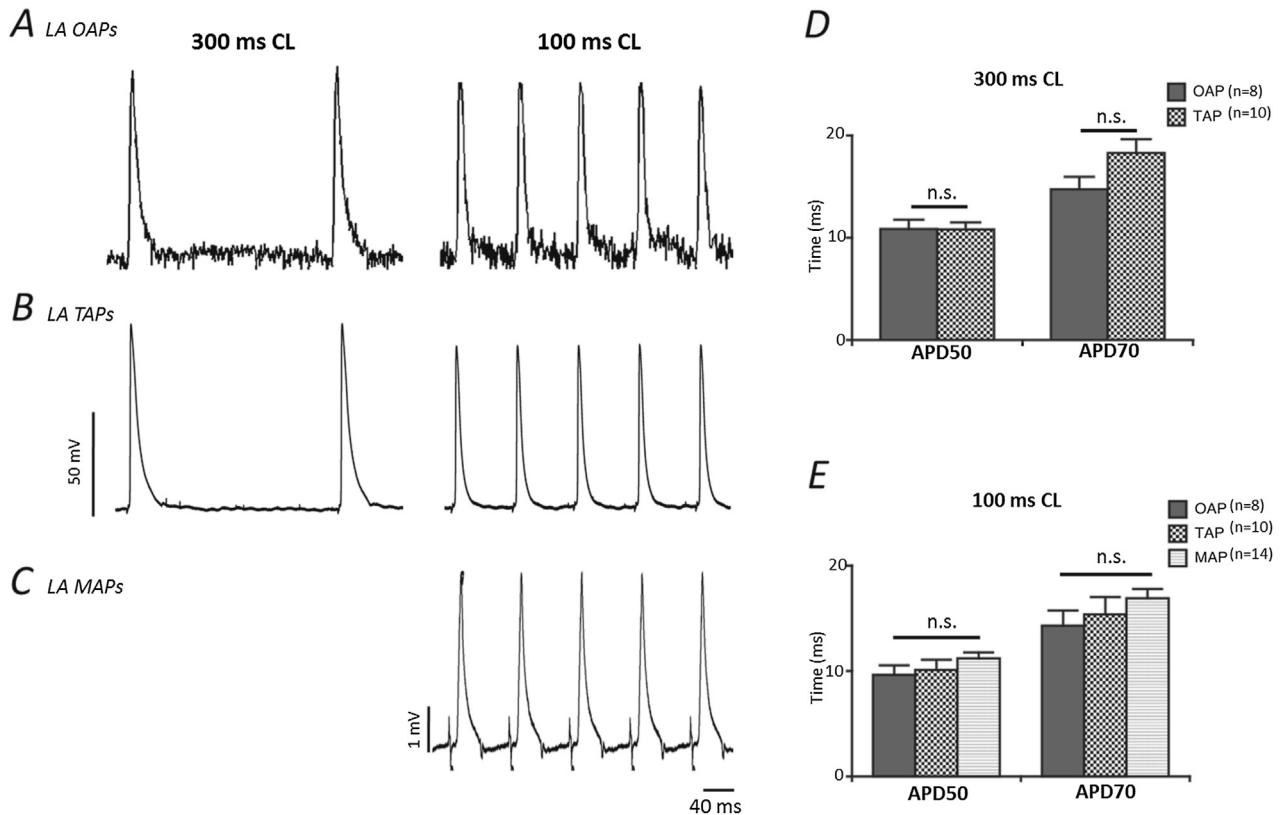 A LA OAPs
300 ms CL
100 ms CL
B LA TAPs
50 mV
C LA MAPs
1 mV
40 ms
D
300 ms CL
OAP (n=8)
TAP (n=10)
n.s.
n.s.
20
10
0
Time (ms)
APD50
APD70
E
100 ms CL
OAP (n=8)
TAP (n=10)
MAP (n=14)
n.s.
n.s.
20
10
0
Time (ms)
APD50
APD70